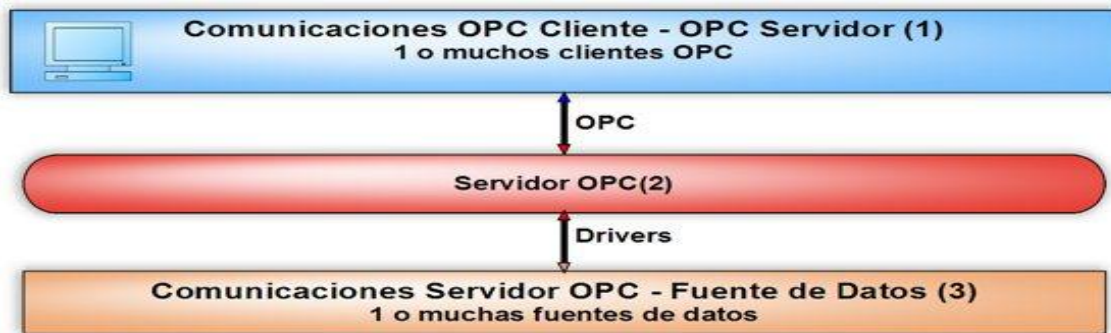 Comunicaciones OPC Cliente - OPC Servidor (1)
1 o muchos clientes OPC
OPC
Servidor OPC(2)
Drivers
Comunicaciones Servidor OPC - Fuente de Datos (3)
1 o muchas fuentes de datos